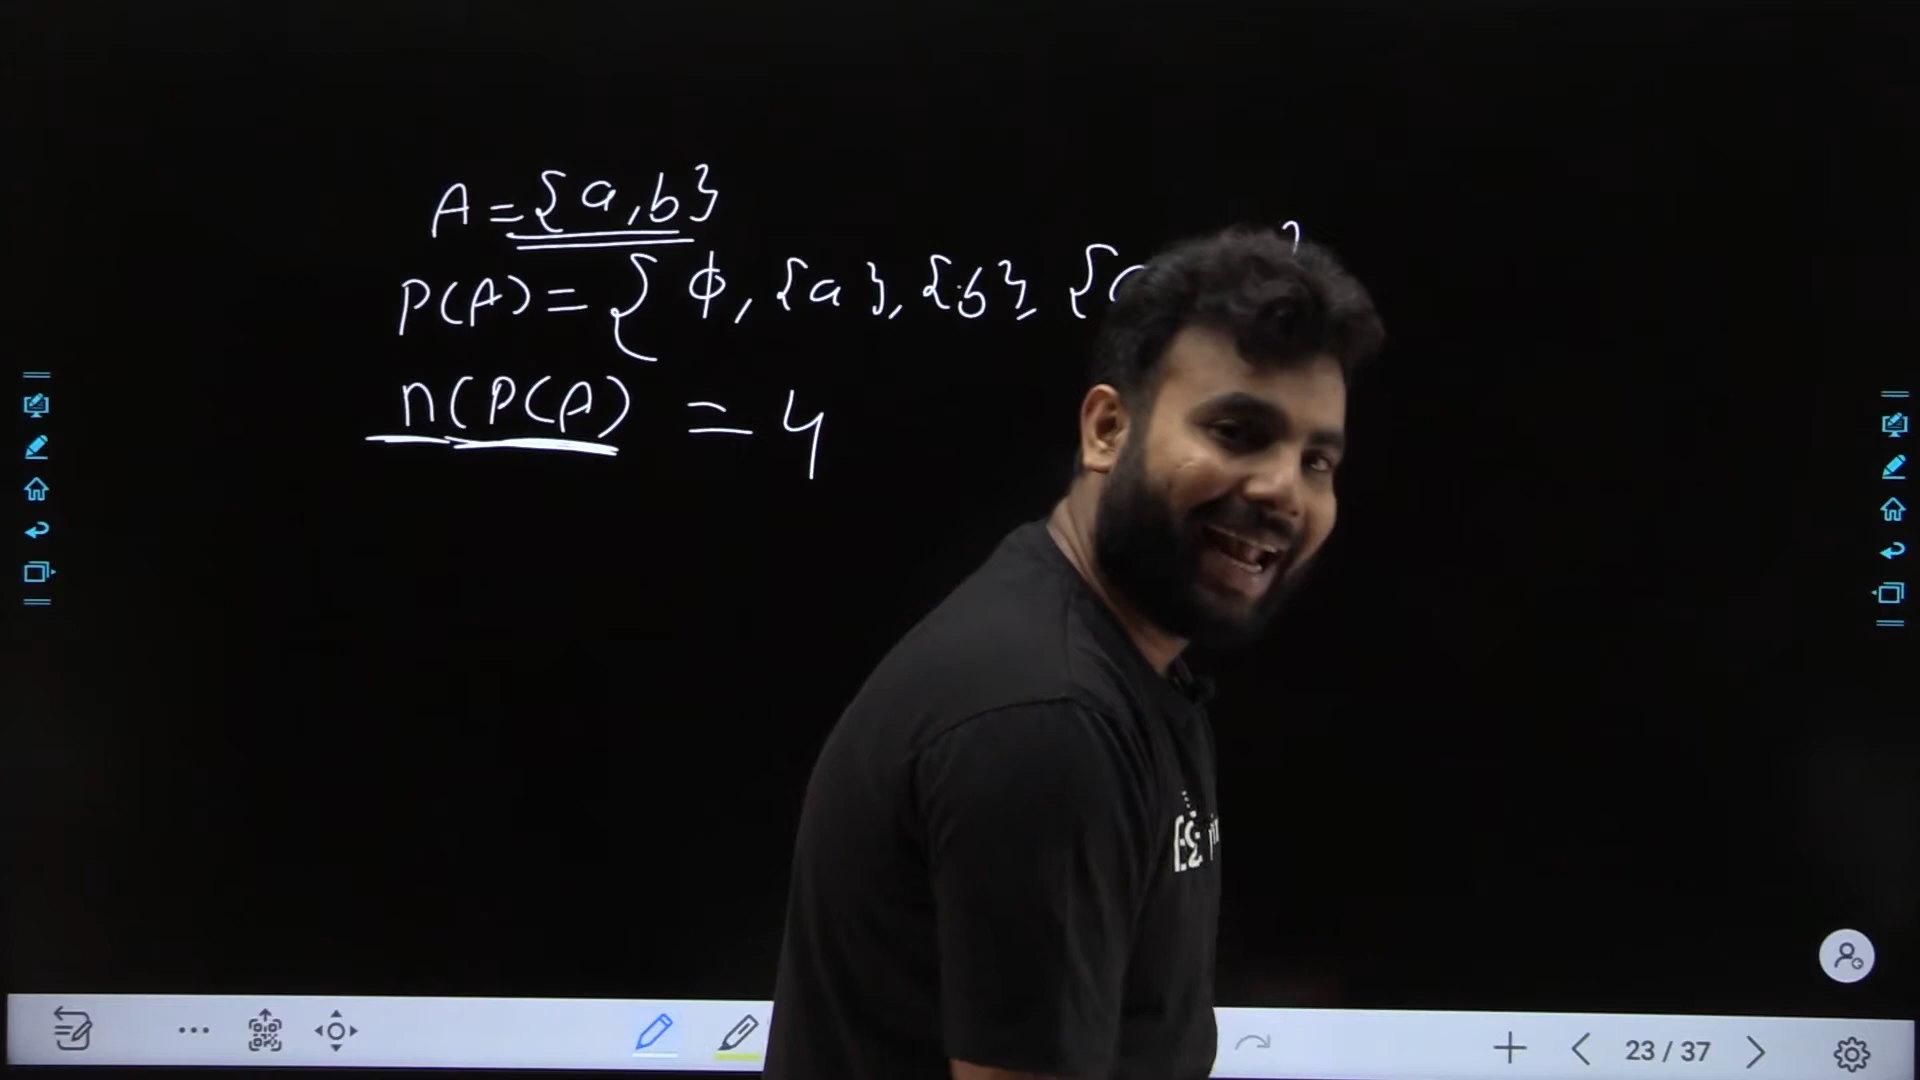 A = {a, b}
P(A) = { ϕ, {a}, {b}, {
n(P(A) = 4
23 / 37